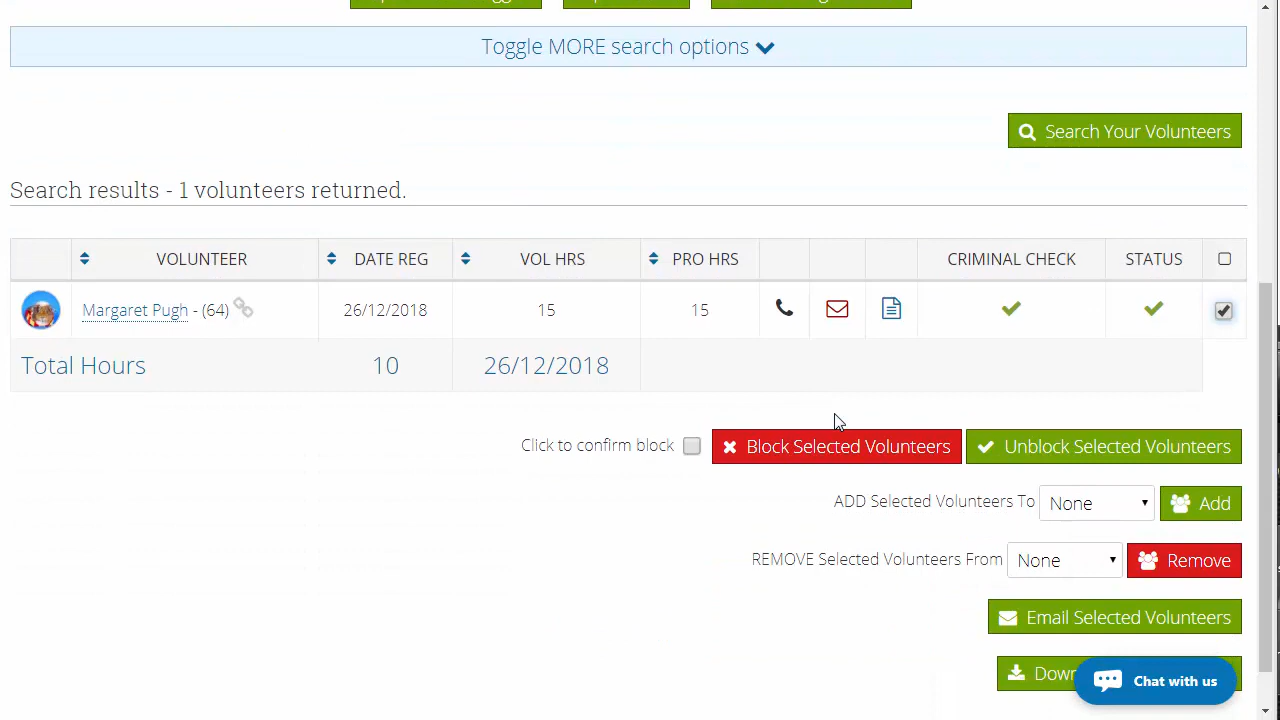 Toggle MORE search options
Search Your Volunteers
Search results - 1 volunteers returned.
VOLUNTEER DATE REG VOL HRS PRO HRS CRIMINAL CHECK STATUS
Margaret Pugh - (64) 26/12/2018 15 15
Total Hours 10 26/12/2018
Click to confirm block Block Selected Volunteers Unblock Selected Volunteers
ADD Selected Volunteers To None Add
REMOVE Selected Volunteers From None Remove
Email Selected Volunteers
Chat with us